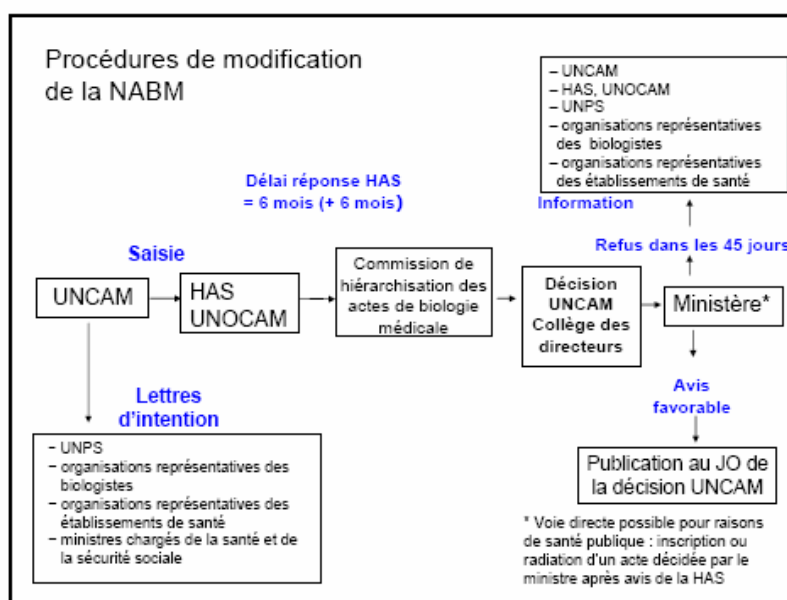 Procédures de modification
de la NABM
– UNCAM
– HAS, UNOCAM
– UNPS
– organisations représentatives
des biologistes
– organisations représentatives
des établissements de santé
Délai réponse HAS
= 6 mois (+ 6 mois)
Information
Refus dans les 45 jours
Saisie
UNCAM
HAS
UNOCAM
Commission de
hiérarchisation des
actes de biologie
médicale
Décision
UNCAM
Collège des
directeurs
Ministère*
Lettres
d'intention
Avis
favorable
– UNPS
– organisations représentatives des
biologistes
– organisations représentatives des
établissements de santé
– ministres chargés de la santé et de
la sécurité sociale
Publication au JO de
la décision UNCAM
* Voie directe possible pour raisons
de santé publique : inscription ou
radiation d'un acte décidée par le
ministre après avis de la HAS